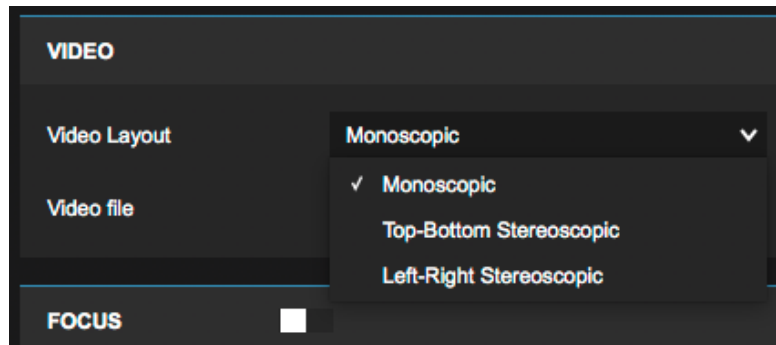 VIDEO
Video Layout
Monoscopic
Monoscopic
Top-Bottom Stereoscopic
Left-Right Stereoscopic
Video file
FOCUS